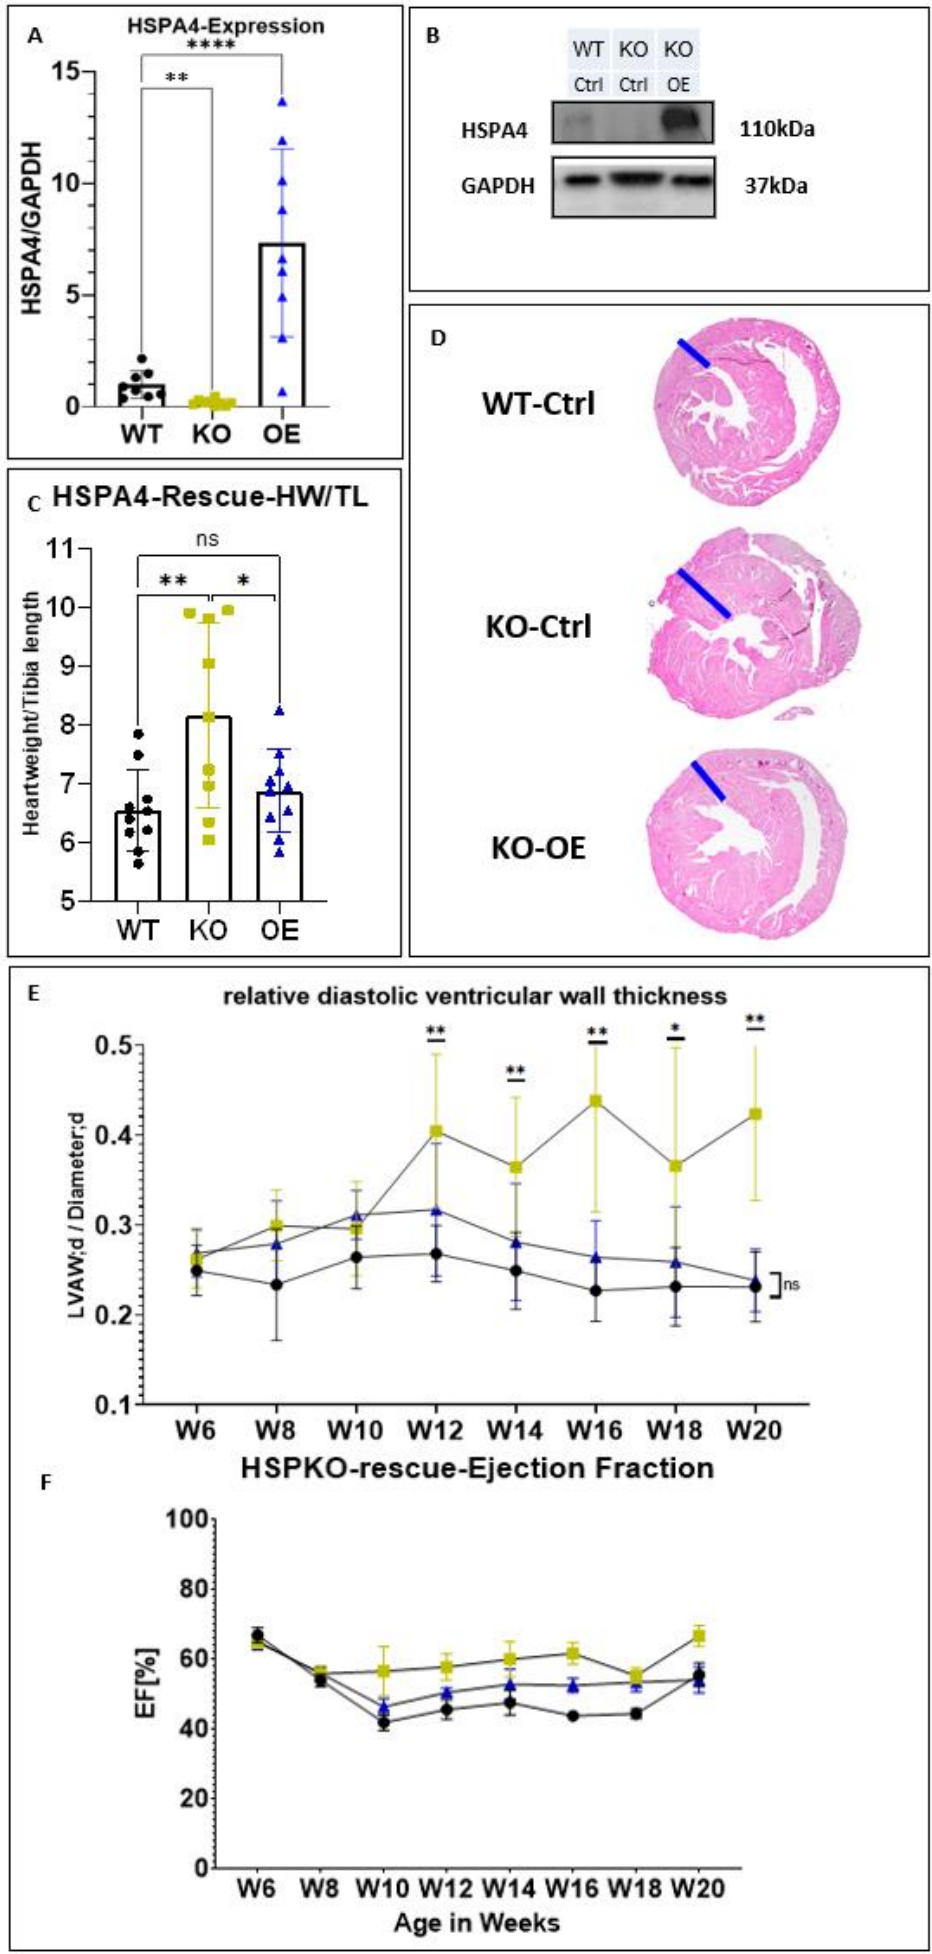 A
HSPA4-Expression
****
**
HSPA4/GAPDH
15
10
5
0
WT KO OE
B
WT KO KO
Ctrl Ctrl OE
HSPA4 110kDa
GAPDH 37kDa
C HSPA4-Rescue-HW/TL
ns
** *
Heartweight/Tibia length
11
10
9
8
7
6
5
WT KO OE
D
WT-Ctrl
KO-Ctrl
KO-OE
E
relative diastolic ventricular wall thickness
** ** ** * **
LVAW;d / Diameter;d
0.5
0.4
0.3
0.2
0.1
ns
W6 W8 W10 W12 W14 W16 W18 W20
F
HSPKO-rescue-Ejection Fraction
EF[%]
100
80
60
40
20
0
W6 W8 W10 W12 W14 W16 W18 W20
Age in Weeks